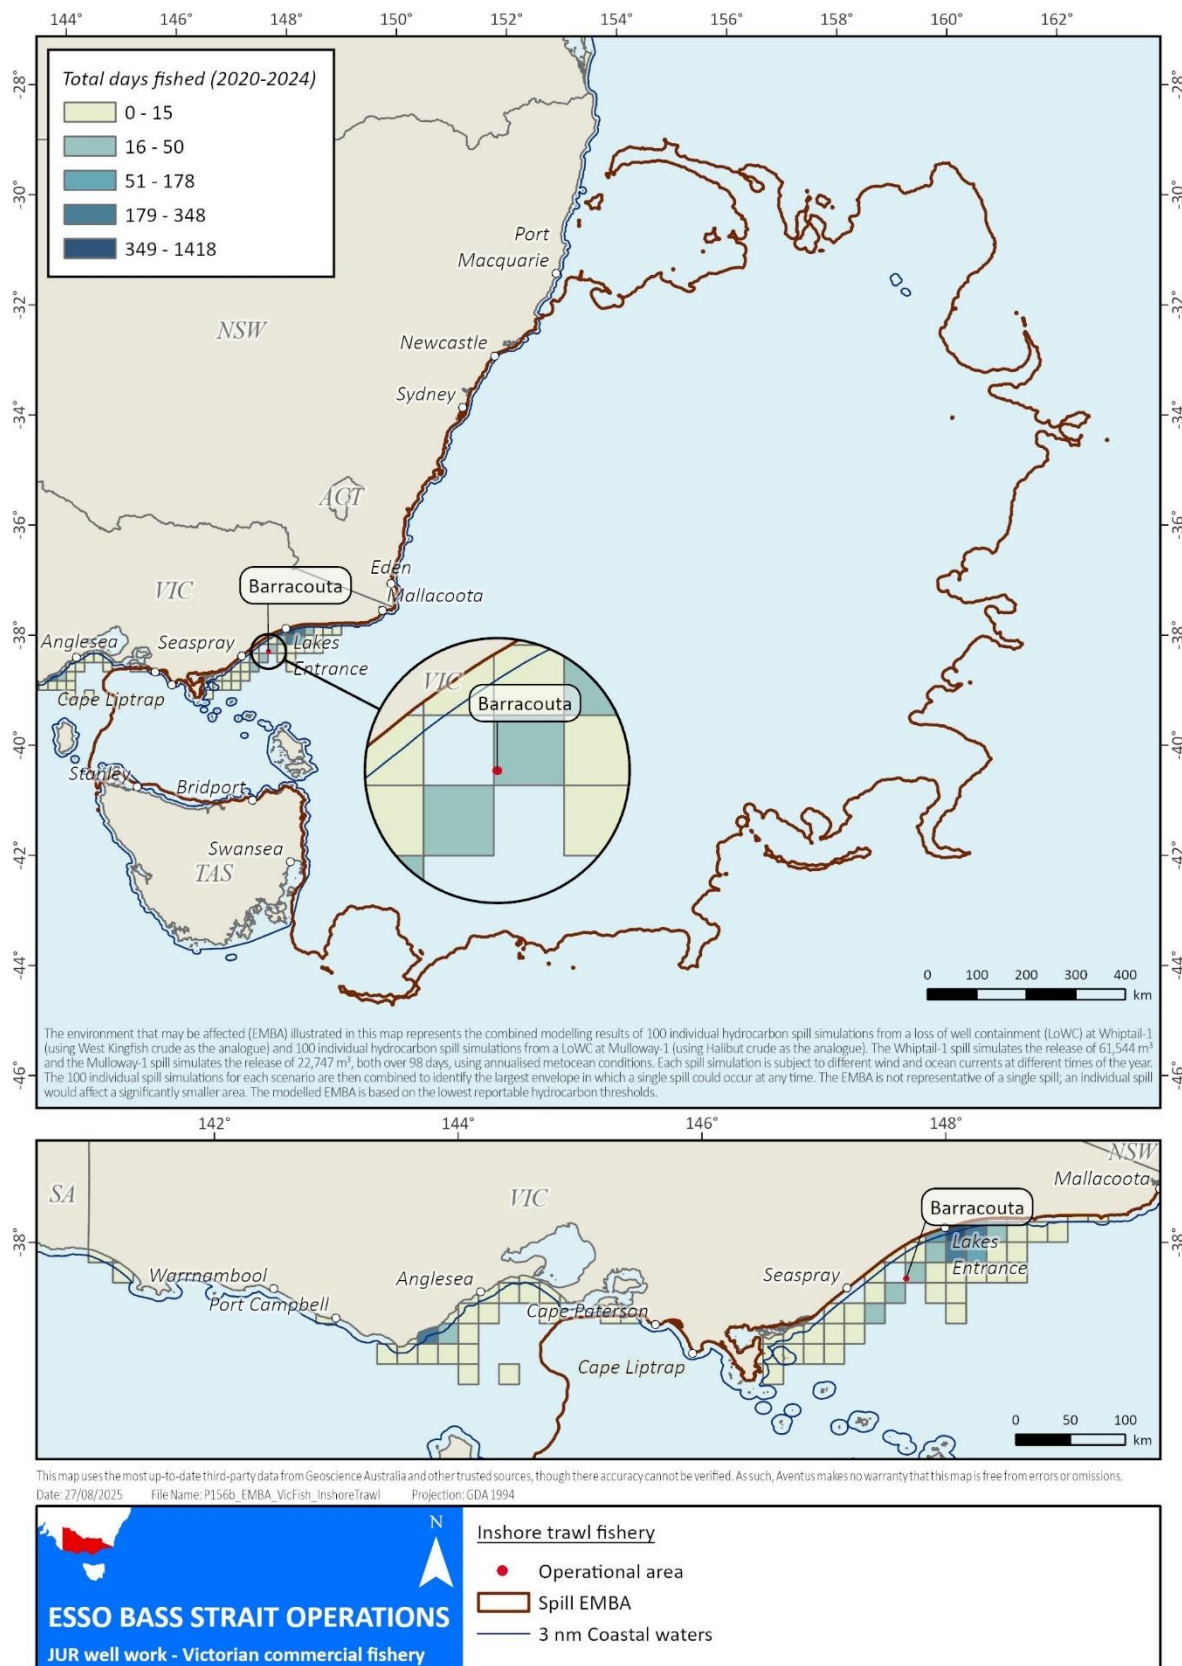 144° 146° 148° 150° 152° 154° 156° 158° 160° 162°
Total days fished (2020-2024)
0 - 15
16 - 50
51 - 178
179 - 348
349 - 1418
-28° -28°
-30° -30°
Port
Macquarie
-32° -32°
NSW
Newcastle
Sydney
-34° -34°
ACT
-36° -36°
Eden
VIC
Barracouta
Mallacoota
-38° -38°
Anglesea
Seaspray
Lakes
Entrance
Cape Liptrap
VIC
Barracouta
-40° -40°
Stanley
Bridport
Swansea
-42° -42°
TAS
-44° -44°
0 100 200 300 400
km
The environment that may be affected (EMBA) illustrated in this map represents the combined modelling results of 100 individual hydrocarbon spill simulations from a loss of well containment (LoWC) at Whiptail-1
(using West Kingfish crude as the analogue) and 100 individual hydrocarbon spill simulations from a LoWC at Mulloway-1 (using Halibut crude as the analogue). The Whiptail-1 spill simulates the release of 61,544 m³
and the Mulloway-1 spill simulates the release of 22,747 m³, both over 98 days, using annualised metocean conditions. Each spill simulation is subject to different wind and ocean currents at different times of the year.
The 100 individual spill simulations for each scenario are then combined to identify the largest envelope in which a single spill could occur at any time. The EMBA is not representative of a single spill; an individual spill
would affect a significantly smaller area. The modelled EMBA is based on the lowest reportable hydrocarbon thresholds.
-46° -46°
142° 144° 146° 148°
SA
VIC
NSW
Mallacoota
Barracouta
-38° -38°
Lakes
Entrance
Warrnambool
Anglesea
Seaspray
Port Campbell
Cape Paterson
Cape Liptrap
0 50 100
km
This map uses the most up-to-date third-party data from Geoscience Australia and other trusted sources, though there accuracy cannot be verified. As such, Aventus makes no warranty that this map is free from errors or omissions.
Date: 27/08/2025 File Name: P156b_EMBA_VicFish_InshoreTrawl Projection: GDA 1994
N
ESSO BASS STRAIT OPERATIONS
JUR well work - Victorian commercial fishery
Inshore trawl fishery
Operational area
Spill EMBA
3 nm Coastal waters